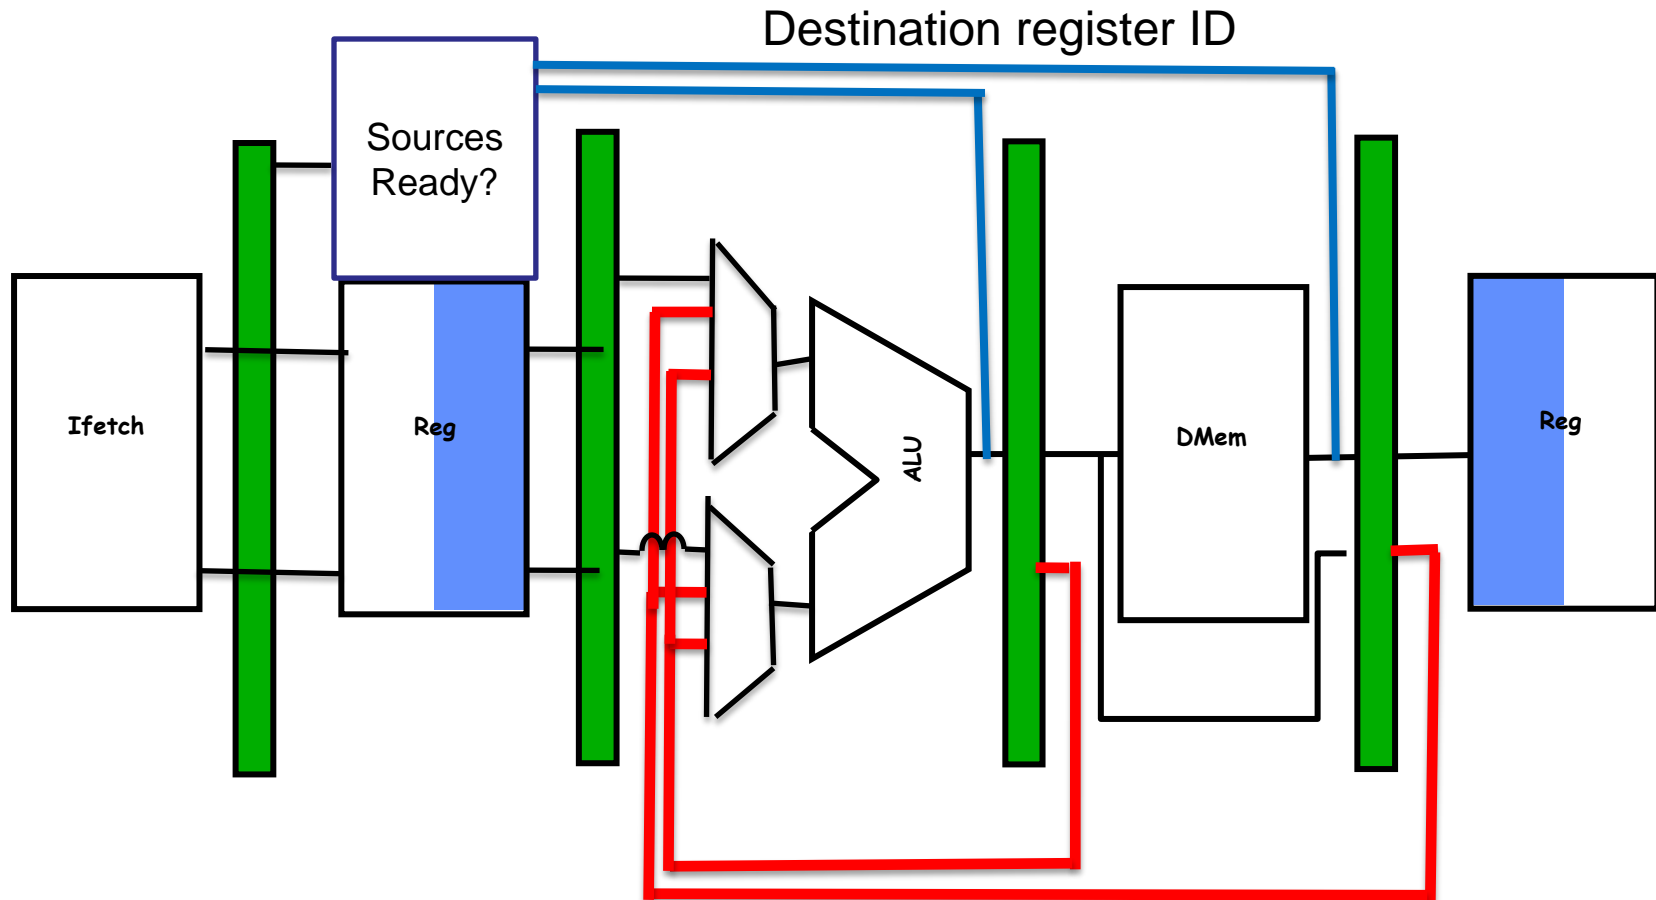 Destination register ID
Sources
Ready?
Ifetch
Reg
ALU
DMem
Reg